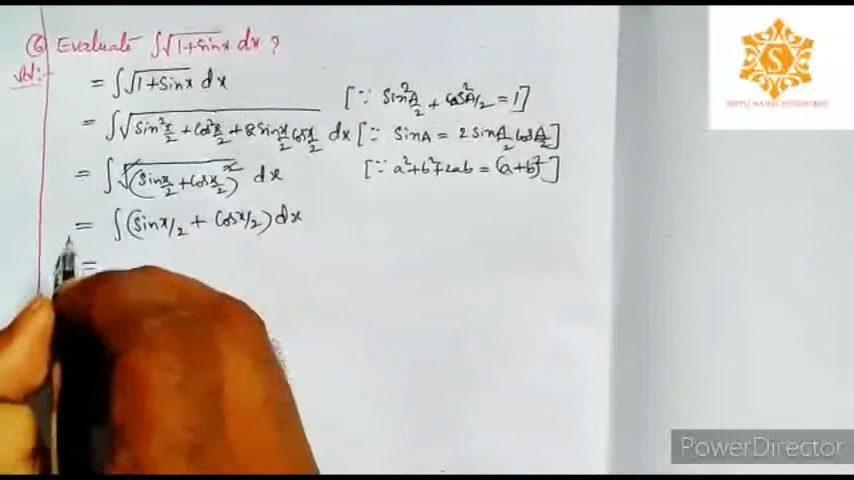 6 Evaluate ∫√1+sinx dx ?
Sol:-
= ∫√1+sinx dx
[∵ sin²A/2 + cos²A/2 = 1]
= ∫√sin²x/2 + cos²x/2 + 2sinx/2 cosx/2 dx [∵ sinA = 2sinA/2 cosA/2]
= ∫√(sinx/2 + cosx/2)² dx [∵ a²+b²+2ab = (a+b)²]
= ∫(sinx/2 + cosx/2)dx
=
S
PowerDirector